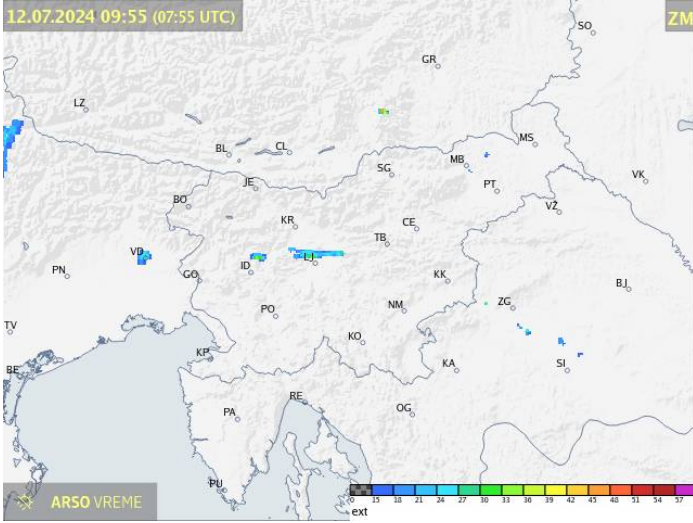 12.07.2024 09:55 (07:55 UTC)
ZM
SO
GR
LZ
MS
BL
CL
MB
SG
VK
JE
PT
BO
VŽ
KR
CE
TB
VD
LJ
ID
PN
GO
KK
BJ
NM
ZG
PO
TV
KO
KP
BE
KA
SI
RE
PA
OG
PU
ARSO VREME
0 15 18 21 24 27 30 33 36 39 42 45 48 51 54 57
ext